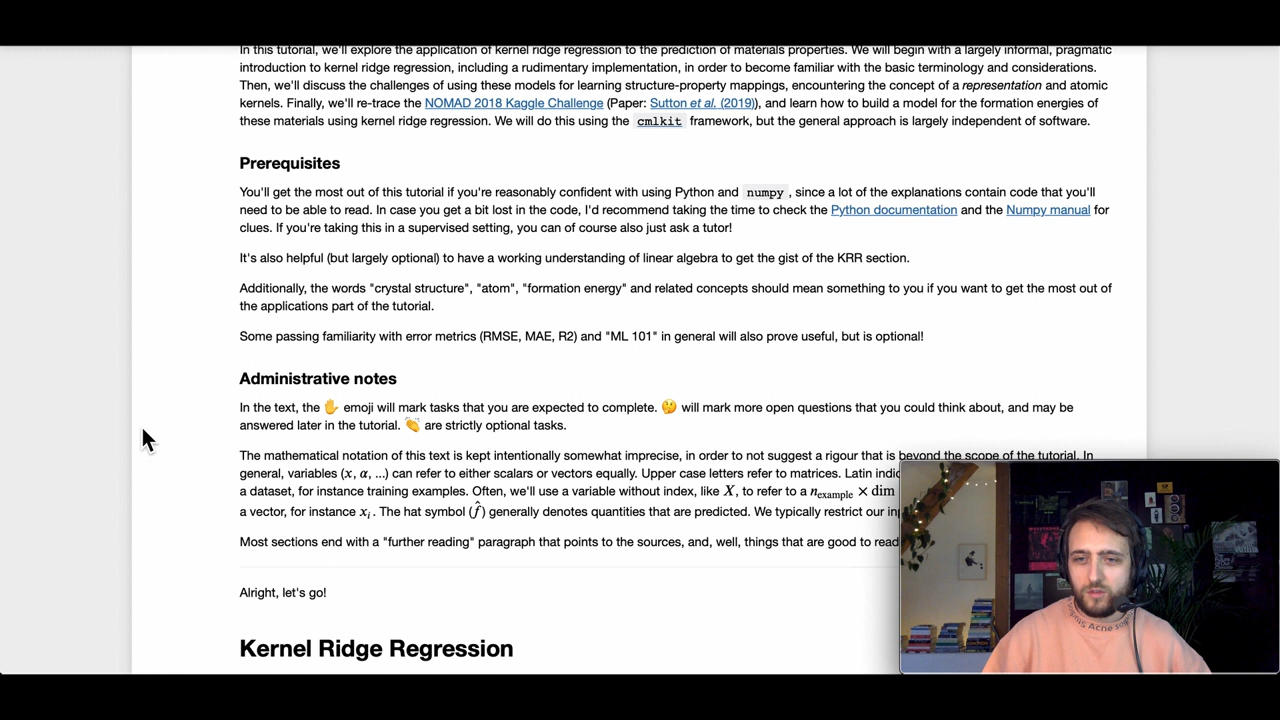 In this tutorial, we'll explore the application of kernel ridge regression to the prediction of materials properties. We will begin with a largely informal, pragmatic
introduction to kernel ridge regression, including a rudimentary implementation, in order to become familiar with the basic terminology and considerations.
Then, we'll discuss the challenges of using these models for learning structure-property mappings, encountering the concept of a representation and atomic
kernels. Finally, we'll re-trace the NOMAD 2018 Kaggle Challenge (Paper: Sutton et al. (2019)), and learn how to build a model for the formation energies
of these materials using kernel ridge regression. We will do this using the cmlkit framework, but the general approach is largely independent of software.
Prerequisites
You'll get the most out of this tutorial if you're reasonably confident with using Python and numpy, since a lot of the explanations contain code that you'll
need to be able to read. In case you get a bit lost in the code, I'd recommend taking the time to check the Python documentation and the Numpy manual for
clues. If you're taking this in a supervised setting, you can of course also just ask a tutor!
It's also helpful (but largely optional) to have a working understanding of linear algebra to get the gist of the KRR section.
Additionally, the words "crystal structure", "atom", "formation energy" and related concepts should mean something to you if you want to get the most out of
the applications part of the tutorial.
Some passing familiarity with error metrics (RMSE, MAE, R2) and "ML 101" in general will also prove useful, but is optional!
Administrative notes
In the text, the ✋ emoji will mark tasks that you are expected to complete. 🤔 will mark more open questions that you could think about, and may be
answered later in the tutorial. 👏 are strictly optional tasks.
The mathematical notation of this text is kept intentionally somewhat imprecise, in order to not suggest a rigour that is beyond the scope of the tutorial. In
general, variables (x, α, ...) can refer to either scalars or vectors equally. Upper case letters refer to matrices. Latin
a dataset, for instance training examples. Often, we'll use a variable without index, like X, to refer to a n_example × dim
a vector, for instance x_i. The hat symbol (f̂) generally denotes quantities that are predicted. We typically restrict our
Most sections end with a "further reading" paragraph that points to the sources, and, well, things that are good to read
Alright, let's go!
Kernel Ridge Regression